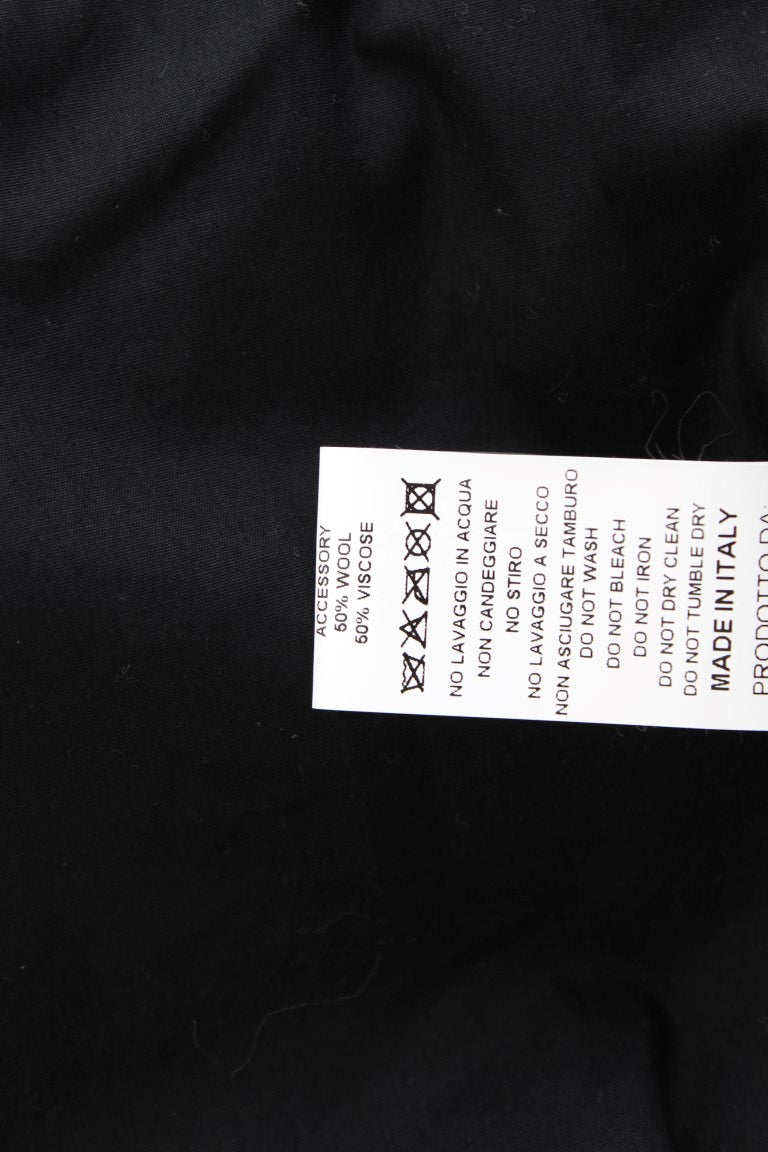 ACCESSORY
50% WOOL
50% VISCOSE
NO LAVAGGIO IN ACQUA
NON CANDEGGIARE
NO STIRO
NO LAVAGGIO A SECCO
NON ASCIUGARE TAMBURO
DO NOT WASH
DO NOT BLEACH
DO NOT IRON
DO NOT DRY CLEAN
DO NOT TUMBLE DRY
MADE IN ITALY
PRODOTTO DA: